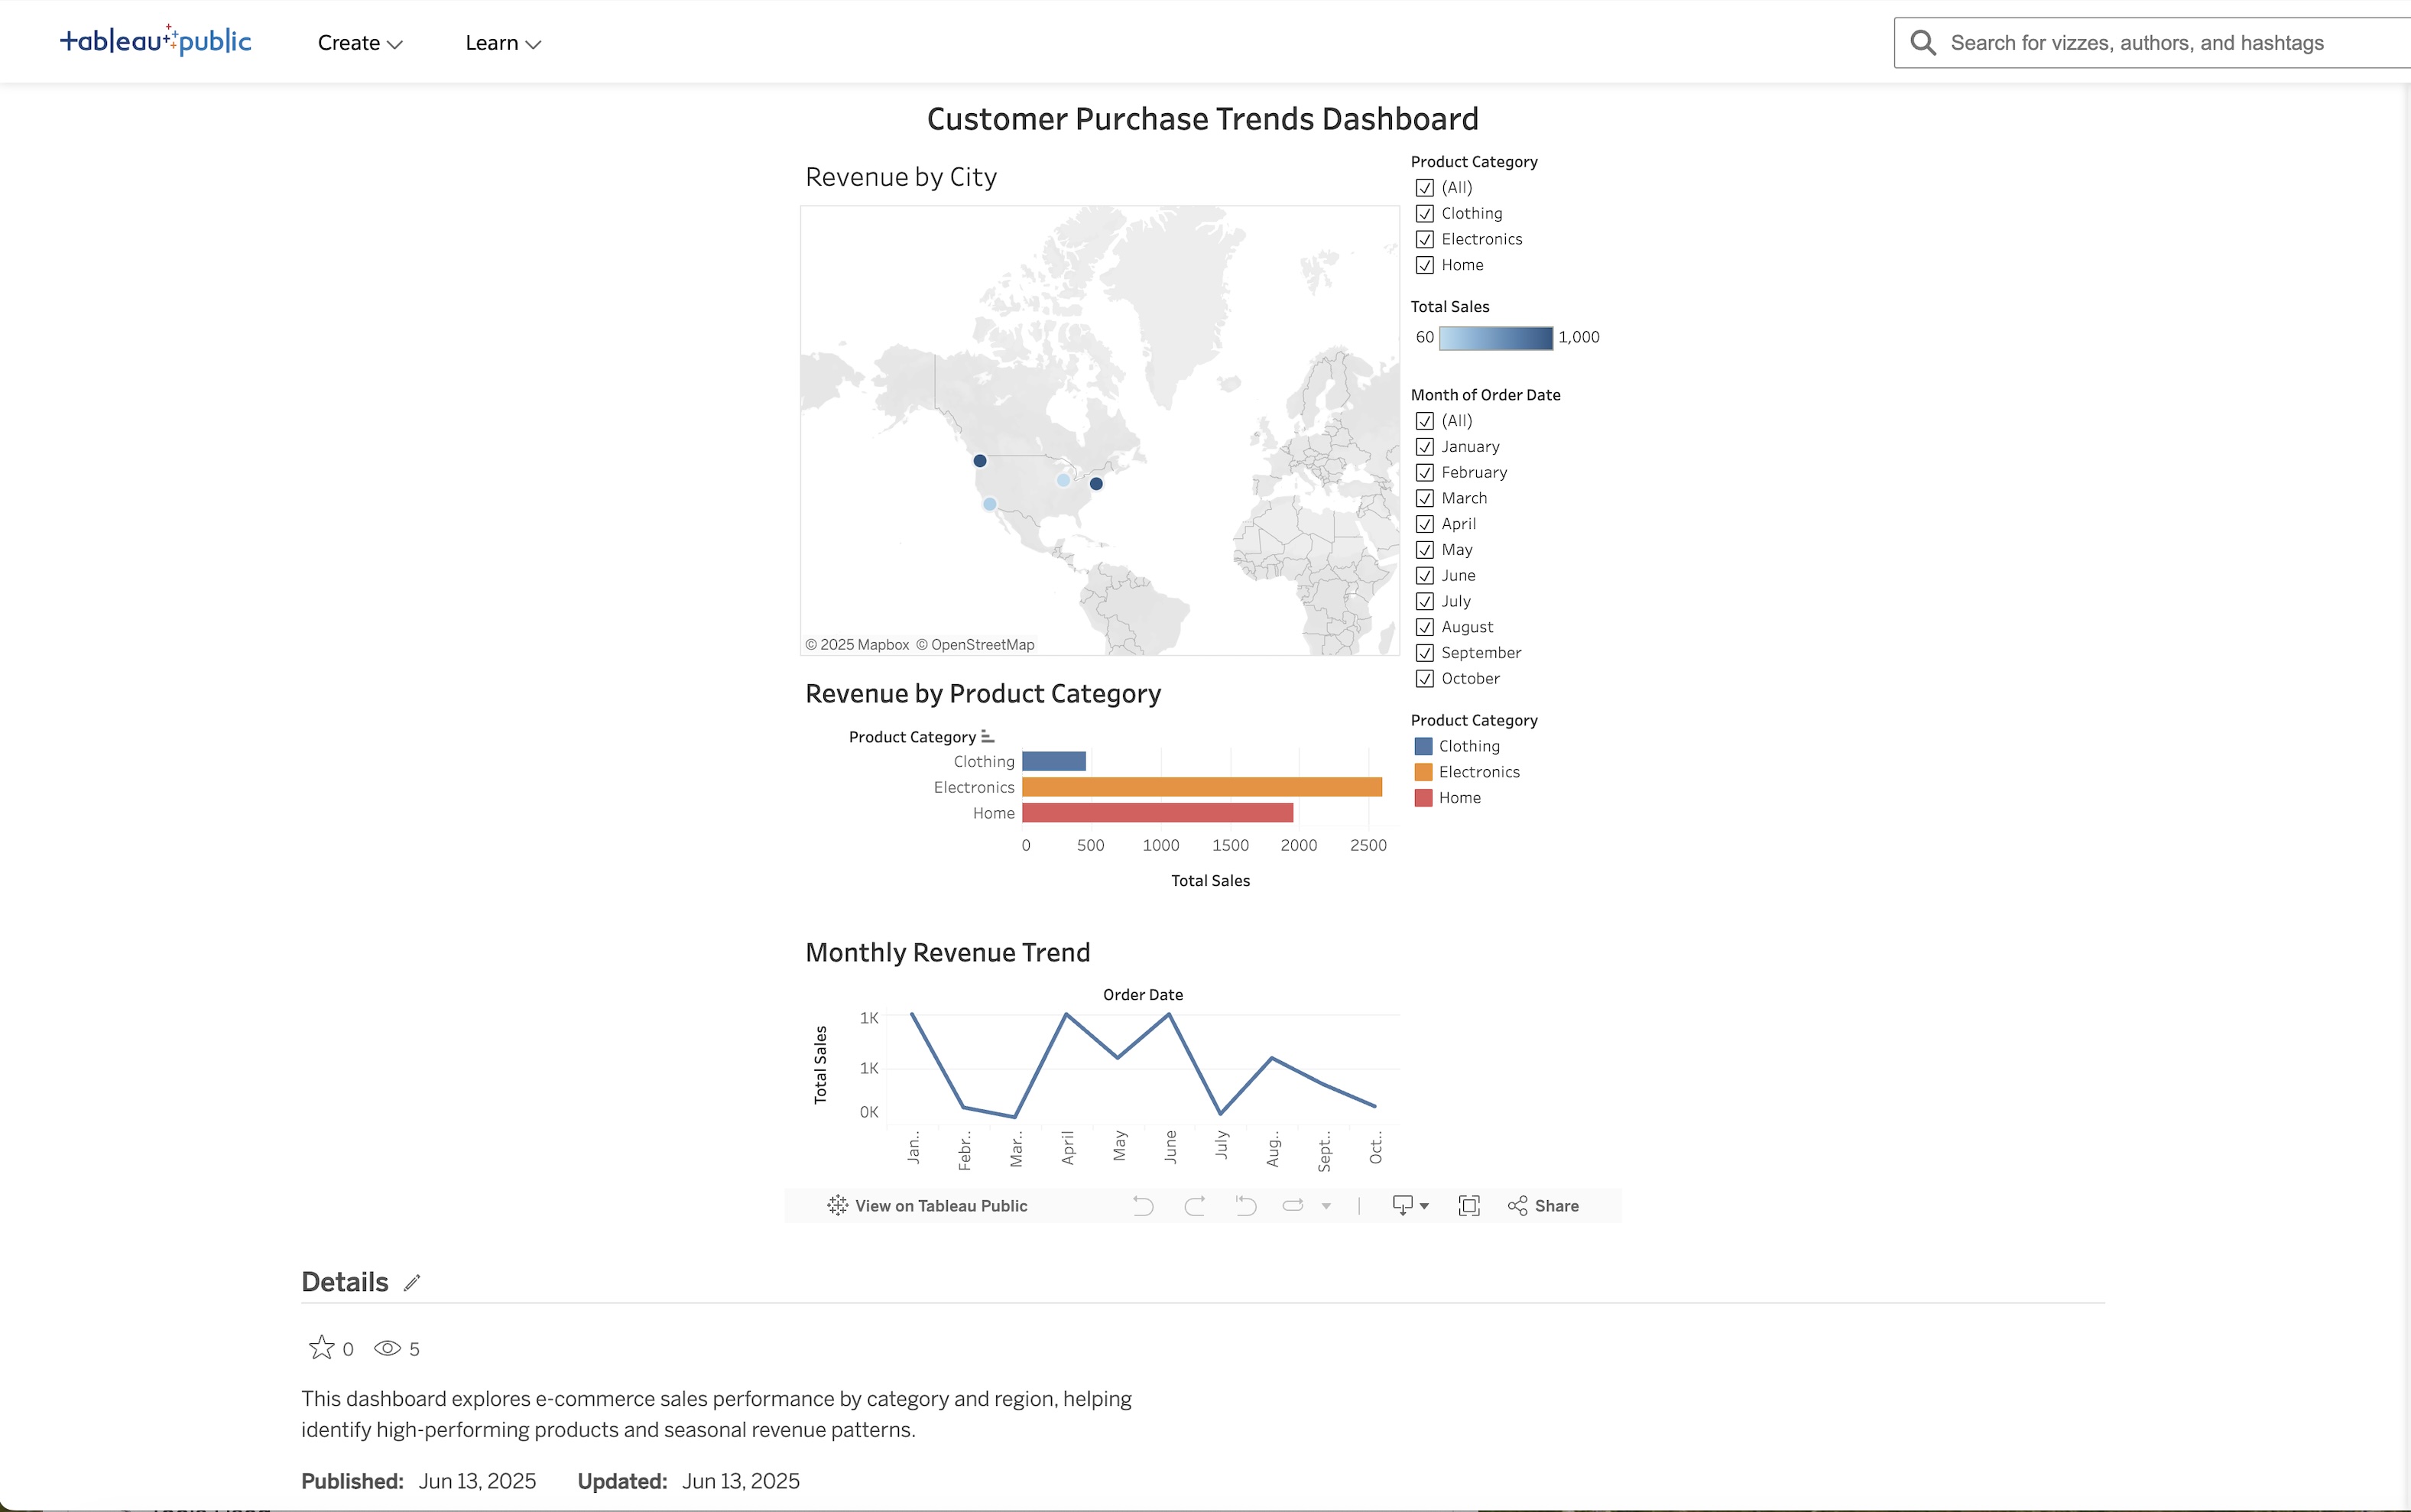 tableau public
Create
Learn
Search for vizzes, authors, and hashtags
Customer Purchase Trends Dashboard
Revenue by City
© 2025 Mapbox © OpenStreetMap
Product Category
(All)
Clothing
Electronics
Home
Total Sales
60 1,000
Month of Order Date
(All)
January
February
March
April
May
June
July
August
September
October
Revenue by Product Category
Product Category
Clothing
Electronics
Home
0 500 1000 1500 2000 2500
Total Sales
Product Category
Clothing
Electronics
Home
Monthly Revenue Trend
Order Date
Total Sales
1K
1K
0K
Jan.. Febr.. Mar.. April May June July Aug.. Sept.. Oct..
View on Tableau Public
Share
Details
0 5
This dashboard explores e-commerce sales performance by category and region, helping
identify high-performing products and seasonal revenue patterns.
Published: Jun 13, 2025 Updated: Jun 13, 2025